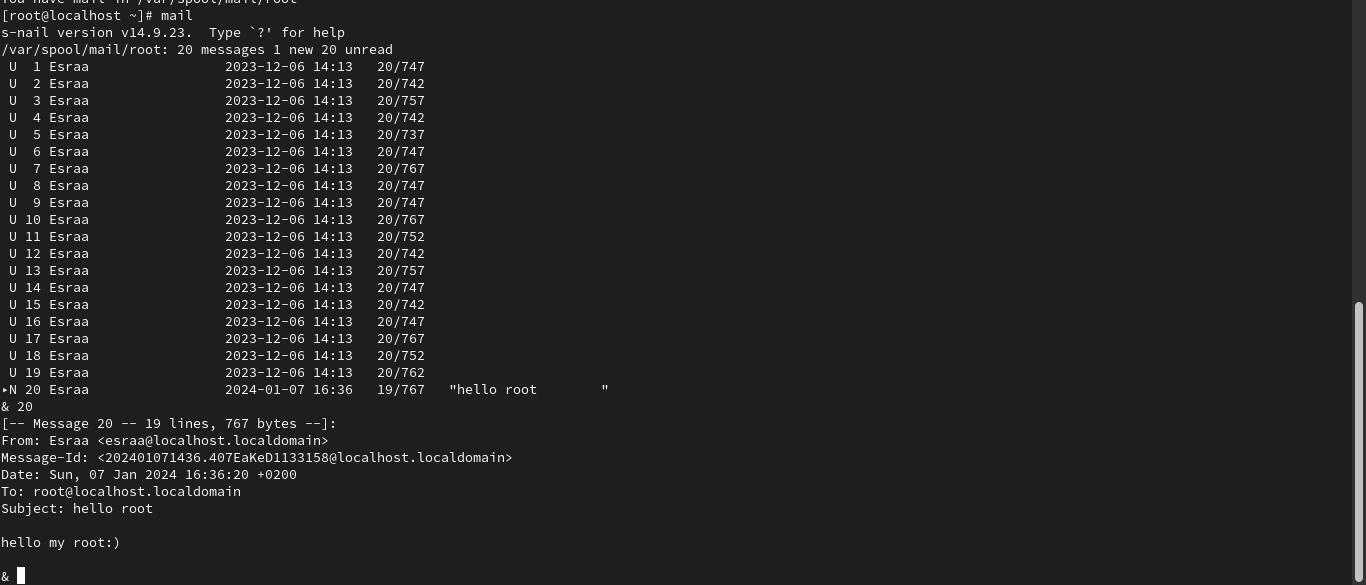 You have mail in /var/spool/mail/root
[root@localhost ~]# mail
s-nail version v14.9.23.  Type `?' for help
/var/spool/mail/root: 20 messages 1 new 20 unread
 U  1 Esraa                 2023-12-06 14:13   20/747
 U  2 Esraa                 2023-12-06 14:13   20/742
 U  3 Esraa                 2023-12-06 14:13   20/757
 U  4 Esraa                 2023-12-06 14:13   20/742
 U  5 Esraa                 2023-12-06 14:13   20/737
 U  6 Esraa                 2023-12-06 14:13   20/747
 U  7 Esraa                 2023-12-06 14:13   20/767
 U  8 Esraa                 2023-12-06 14:13   20/747
 U  9 Esraa                 2023-12-06 14:13   20/747
 U 10 Esraa                 2023-12-06 14:13   20/767
 U 11 Esraa                 2023-12-06 14:13   20/752
 U 12 Esraa                 2023-12-06 14:13   20/742
 U 13 Esraa                 2023-12-06 14:13   20/757
 U 14 Esraa                 2023-12-06 14:13   20/747
 U 15 Esraa                 2023-12-06 14:13   20/742
 U 16 Esraa                 2023-12-06 14:13   20/747
 U 17 Esraa                 2023-12-06 14:13   20/767
 U 18 Esraa                 2023-12-06 14:13   20/752
 U 19 Esraa                 2023-12-06 14:13   20/762
▸N 20 Esraa                 2024-01-07 16:36   19/767   "hello root        "
& 20
[-- Message 20 -- 19 lines, 767 bytes --]:
From: Esraa <esraa@localhost.localdomain>
Message-Id: <202401071436.407EaKeD1133158@localhost.localdomain>
Date: Sun, 07 Jan 2024 16:36:20 +0200
To: root@localhost.localdomain
Subject: hello root
hello my root:)
&